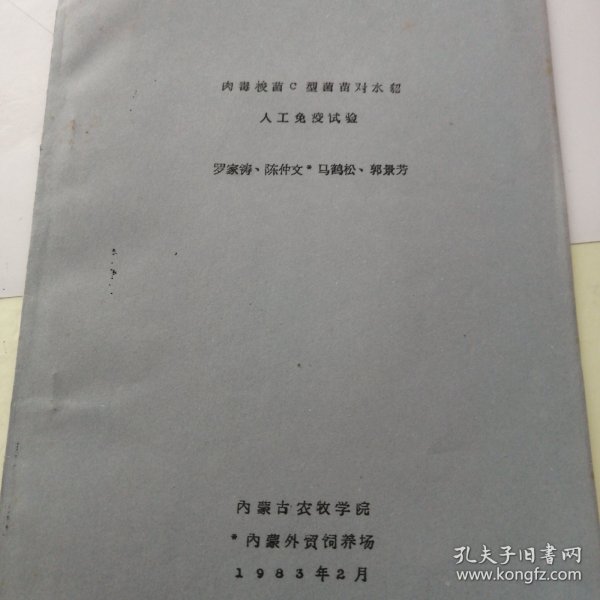 肉毒梭菌C型菌苗对水貂
人工免疫试验
罗家涛、陈仲文*马鹤松、郭景芳
内蒙古农牧学院
*内蒙外贸饲养场
1983年2月
孔夫子旧书网
www.kongfz.com